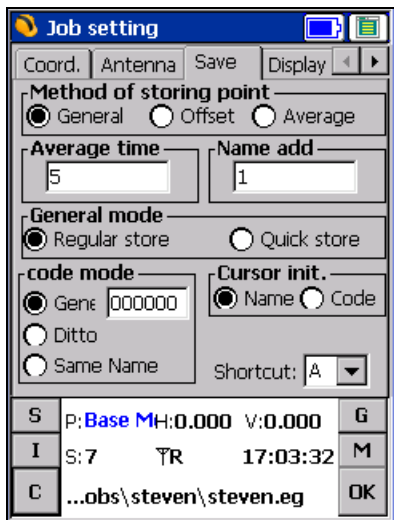 Job setting
Coord. Antenna Save Display
Method of storing point
General Offset Average
Average time Name add
5 1
General mode
Regular store Quick store
code mode Cursor init.
Gene 000000 Name Code
Ditto
Same Name Shortcut: A
S P:Base M H:0.000 V:0.000 G
I S:7 R 17:03:32 M
C ...obs\steven\steven.eg OK